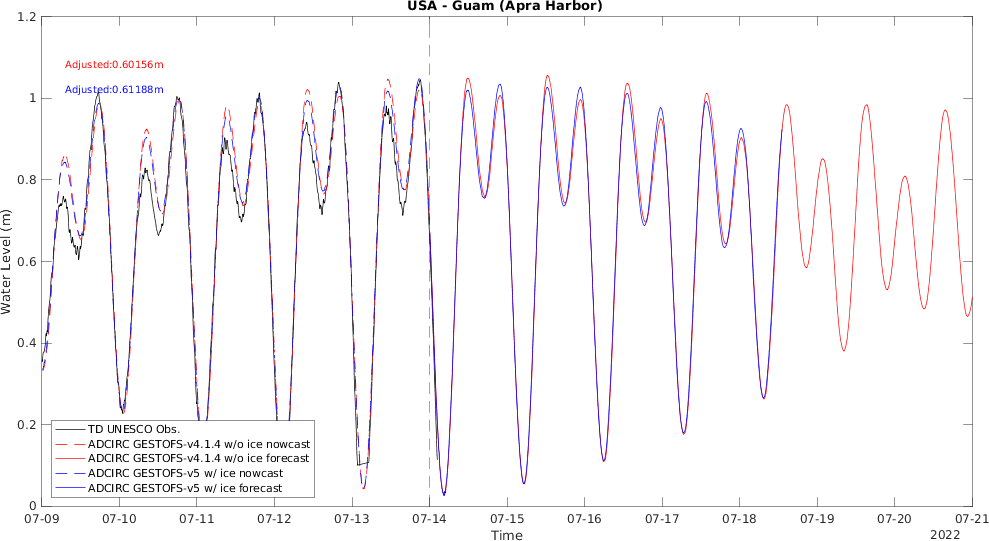 USA - Guam (Apra Harbor)
1.2
1
0.8
0.6
0.4
0.2
0
Water Level (m)
Adjusted:0.60156m
Adjusted:0.61188m
TD UNESCO Obs.
ADCIRC GESTOFS-v4.1.4 w/o ice nowcast
ADCIRC GESTOFS-v4.1.4 w/o ice forecast
ADCIRC GESTOFS-v5 w/ ice nowcast
ADCIRC GESTOFS-v5 w/ ice forecast
07-09 07-10 07-11 07-12 07-13 07-14 07-15 07-16 07-17 07-18 07-19 07-20 07-21
Time
2022